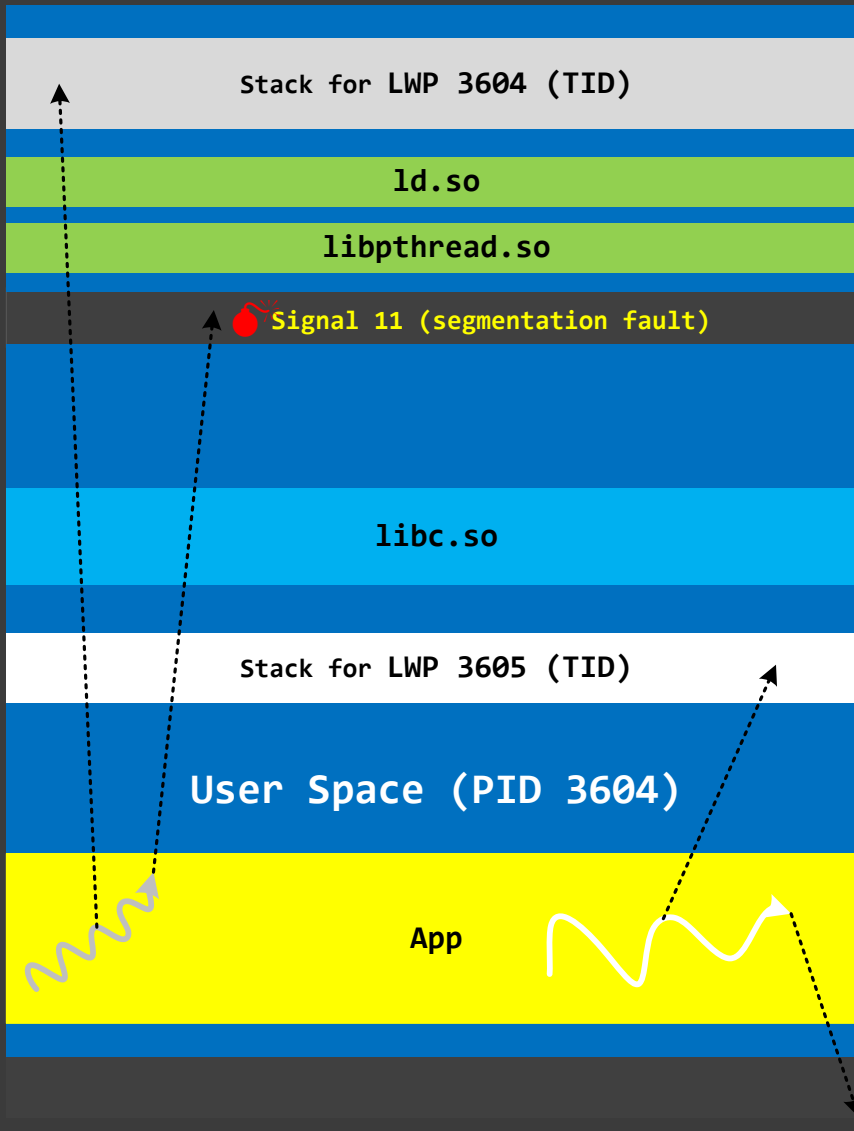 Stack for LWP 3604 (TID)
ld.so
libpthread.so
Signal 11 (segmentation fault)
libc.so
Stack for LWP 3605 (TID)
User Space (PID 3604)
App